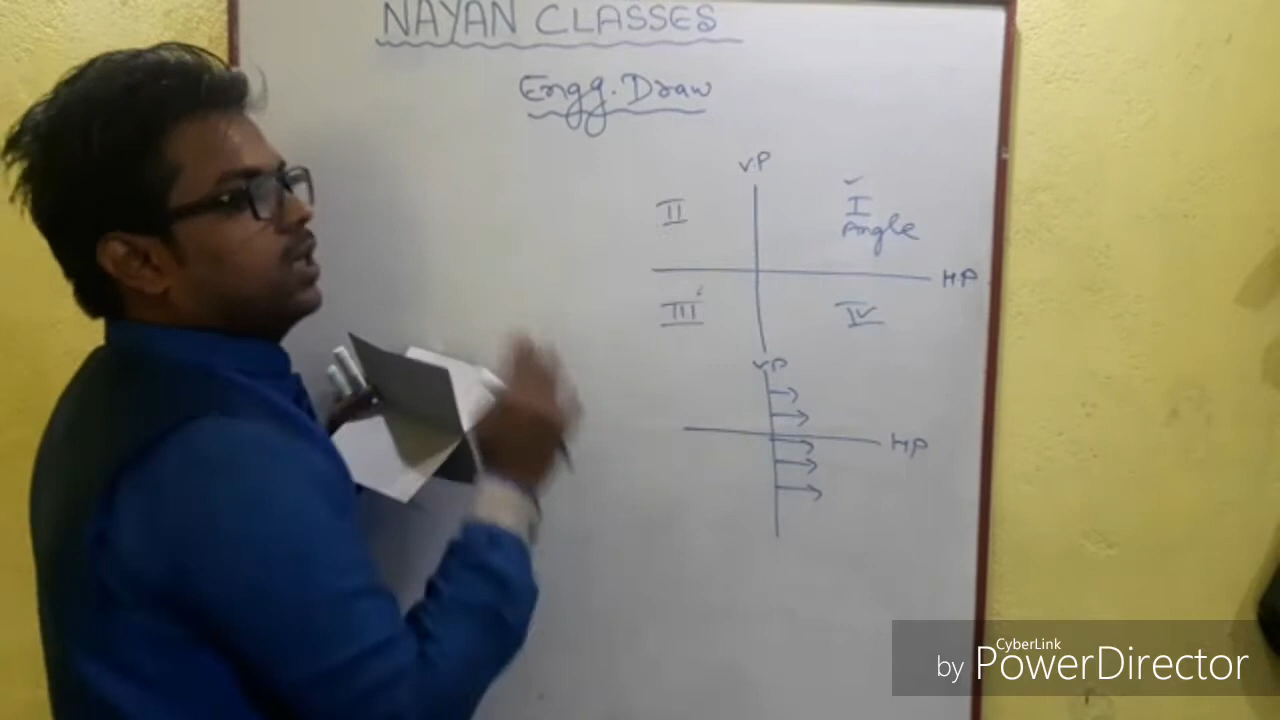 NAYAN CLASSES
Engg. Draw
VP
II
I
Angle
HP
III
IV
VP
HP
CyberLink
by PowerDirector